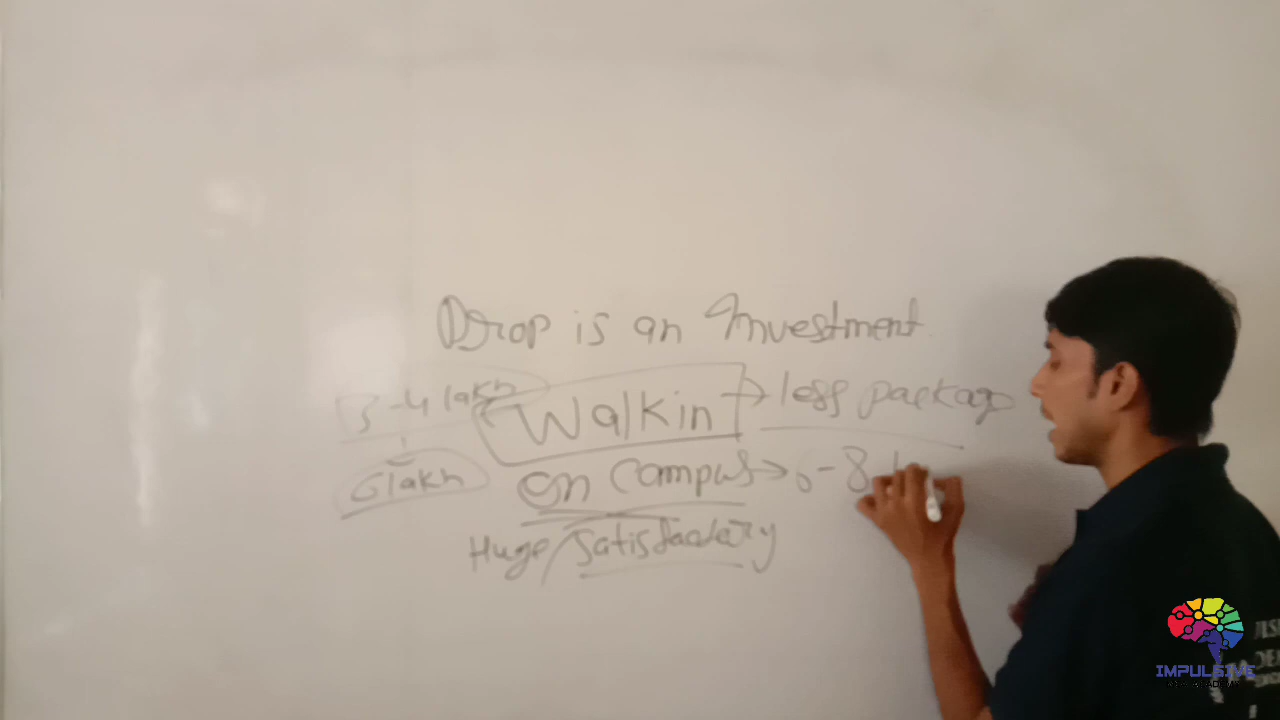 Drop is an Investment
3-4 lakh Walkin → less package
6 lakh on Campus → 6-8
Huge / Satisfactory
IMPULSIVE